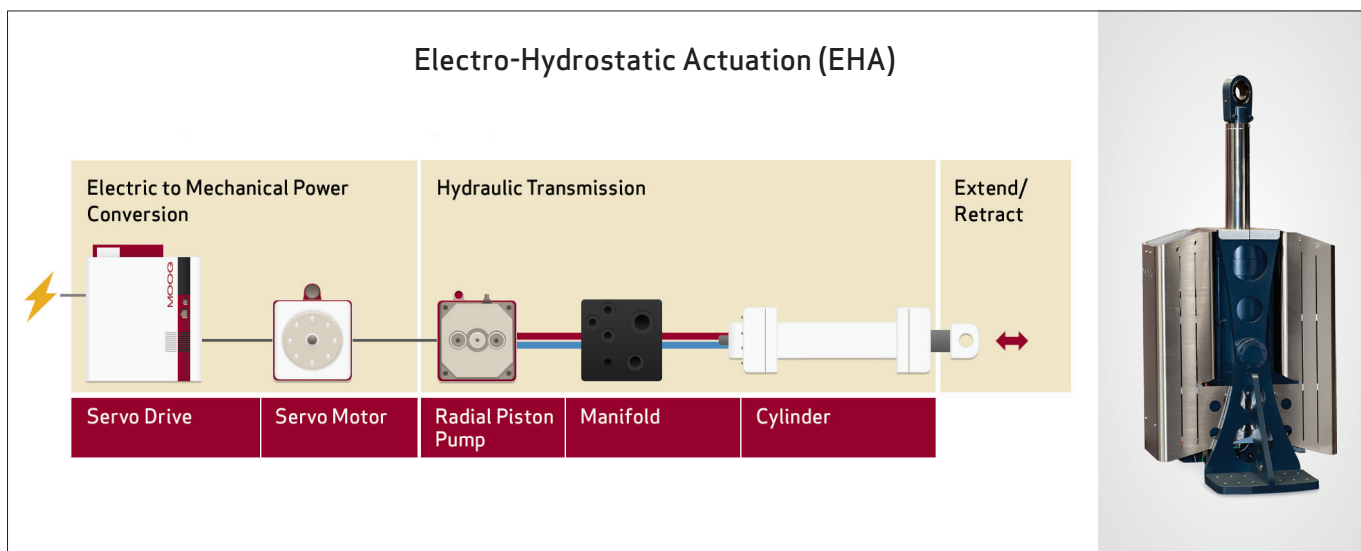 Electro-Hydrostatic Actuation (EHA)
Electric to Mechanical Power
Conversion
Hydraulic Transmission
Extend/
Retract
MOOG
Servo Drive
Servo Motor
Radial Piston
Pump
Manifold
Cylinder